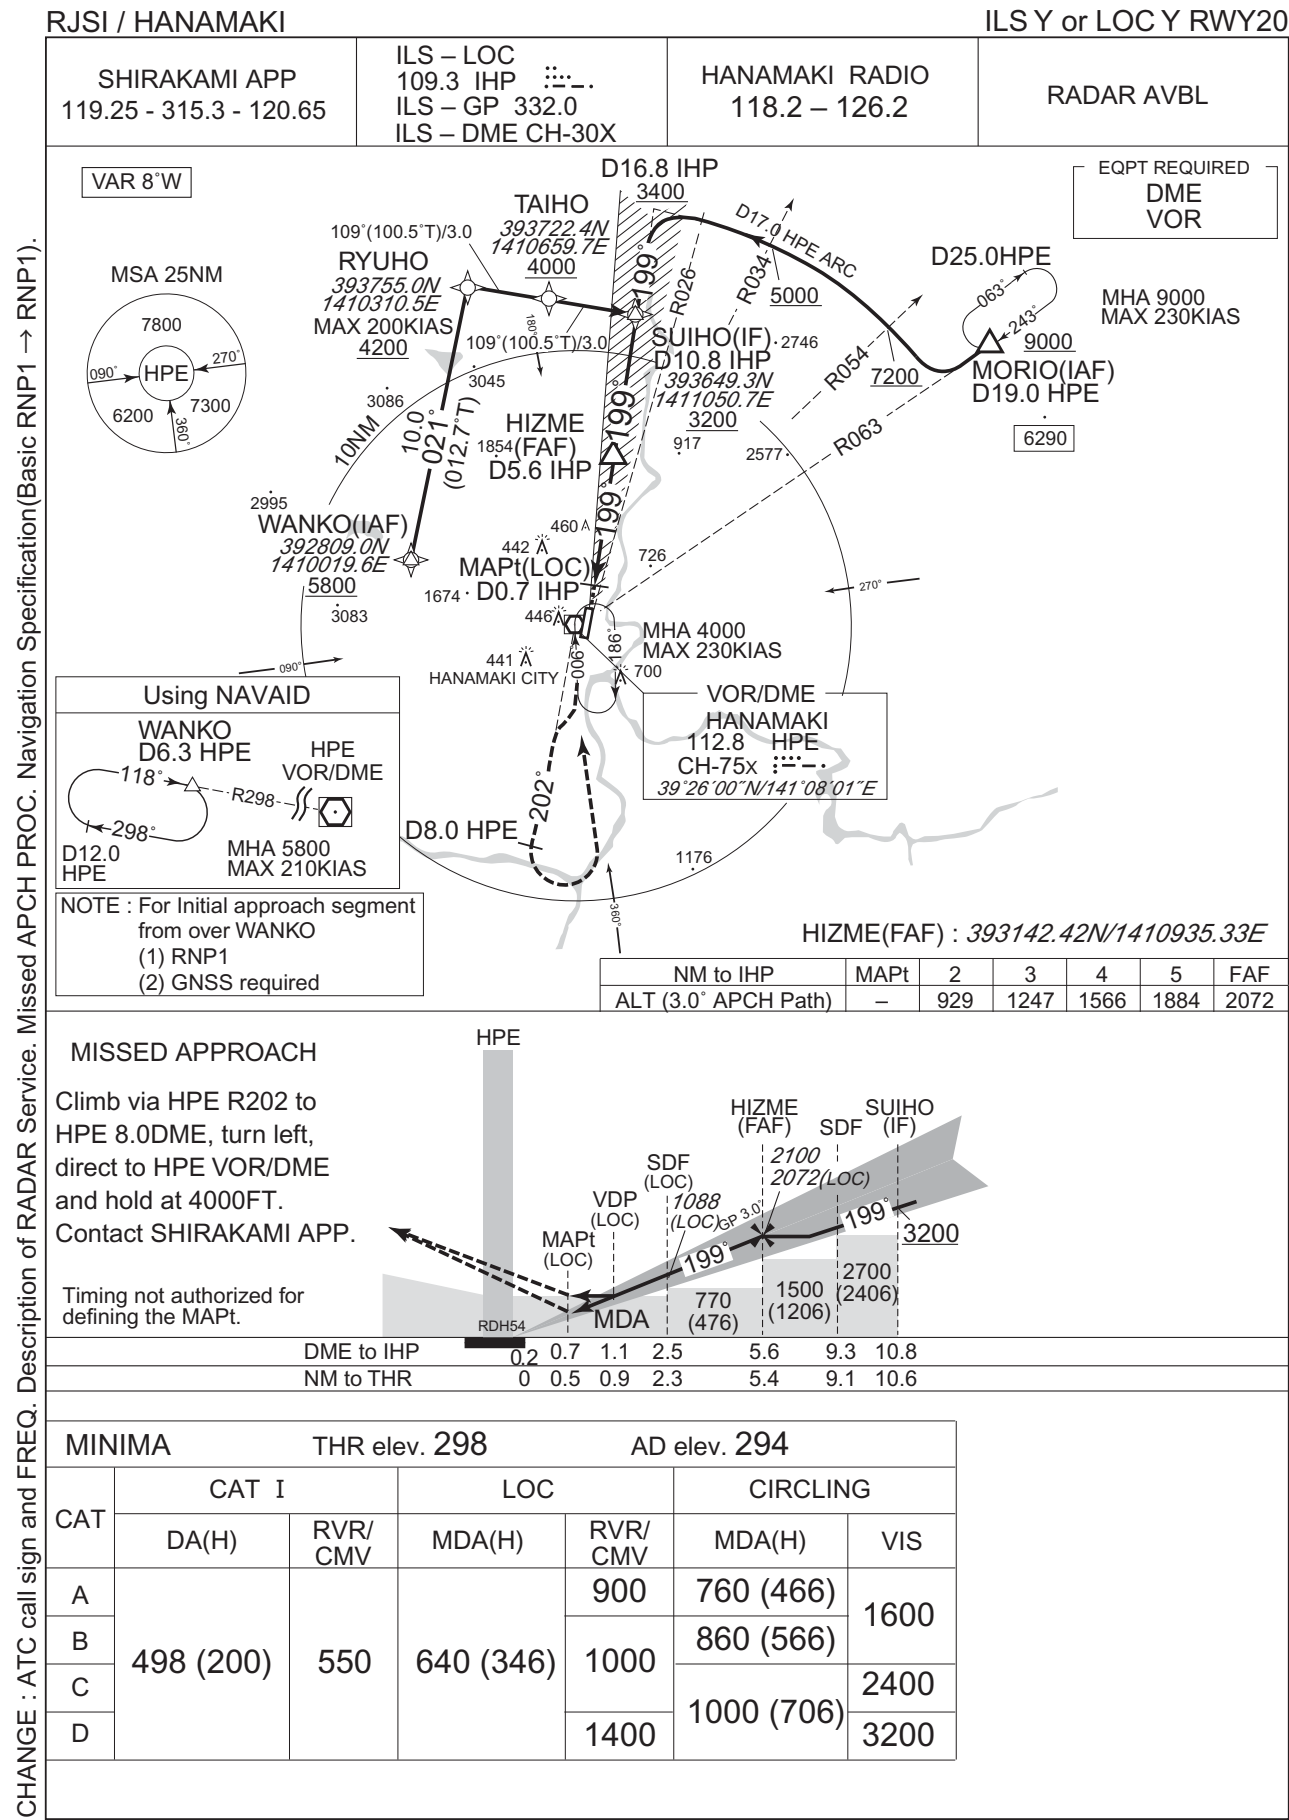 RJSI / HANAMAKI
ILS Y or LOC Y RWY20
SHIRAKAMI APP
119.25 - 315.3 - 120.65
ILS – LOC
109.3 IHP
ILS – GP 332.0
ILS – DME CH-30X
HANAMAKI RADIO
118.2 – 126.2
RADAR AVBL
VAR 8˚W
EQPT REQUIRED
DME
VOR
MSA 25NM
7800
090˚
HPE
270˚
6200
7300
360˚
D16.8 IHP
3400
TAIHO
393722.4N
1410659.7E
4000
109˚(100.5˚T)/3.0
RYUHO
393755.0N
1410310.5E
MAX 200KIAS
4200
199˚
R026
R034
D17.0 HPE ARC
5000
D25.0HPE
063˚
243˚
MHA 9000
MAX 230KIAS
9000
MORIO(IAF)
D19.0 HPE
6290
7200
R054
R063
180˚
109˚(100.5˚T)/3.0
SUIHO(IF)
D10.8 IHP
393649.3N
1411050.7E
3200
2746
3045
3086
10NM
10.0
021˚
(012.7˚T)
HIZME
(FAF)
D5.6 IHP
1854
199˚
917
2577
2995
WANKO(IAF)
392809.0N
1410019.6E
5800
3083
460
442
199˚
MAPt(LOC)
D0.7 IHP
1674
726
270˚
446
441
HANAMAKI CITY
006˚
186˚
700
MHA 4000
MAX 230KIAS
090˚
VOR/DME
HANAMAKI
112.8 HPE
CH-75x
39˚26´00˝N/141˚08´01˝E
Using NAVAID
WANKO
D6.3 HPE
HPE
VOR/DME
118˚
R298
298˚
D12.0
HPE
MHA 5800
MAX 210KIAS
202˚
D8.0 HPE
1176
360˚
NOTE : For Initial approach segment
from over WANKO
(1) RNP1
(2) GNSS required
HIZME(FAF) : 393142.42N/1410935.33E
NM to IHP MAPt 2 3 4 5 FAF
ALT (3.0˚ APCH Path) – 929 1247 1566 1884 2072
MISSED APPROACH
Climb via HPE R202 to
HPE 8.0DME, turn left,
direct to HPE VOR/DME
and hold at 4000FT.
Contact SHIRAKAMI APP.
Timing not authorized for
defining the MAPt.
HPE
HIZME
(FAF)
SDF
SUIHO
(IF)
2100
2072(LOC)
SDF
(LOC)
1088
(LOC)
GP 3.0˚
VDP
(LOC)
MAPt
(LOC)
199˚
199˚
3200
2700
(2406)
1500
(1206)
770
(476)
MDA
RDH54
DME to IHP 0.2 0.7 1.1 2.5 5.6 9.3 10.8
NM to THR 0 0.5 0.9 2.3 5.4 9.1 10.6
MINIMA THR elev. 298 AD elev. 294
CAT CAT I LOC CIRCLING
DA(H) RVR/CMV MDA(H) RVR/CMV MDA(H) VIS
A 900 760 (466) 1600
B 860 (566)
498 (200) 550 640 (346) 1000
C 2400
1000 (706)
D 1400 3200
CHANGE : ATC call sign and FREQ. Description of RADAR Service. Missed APCH PROC. Navigation Specification(Basic RNP1 → RNP1).